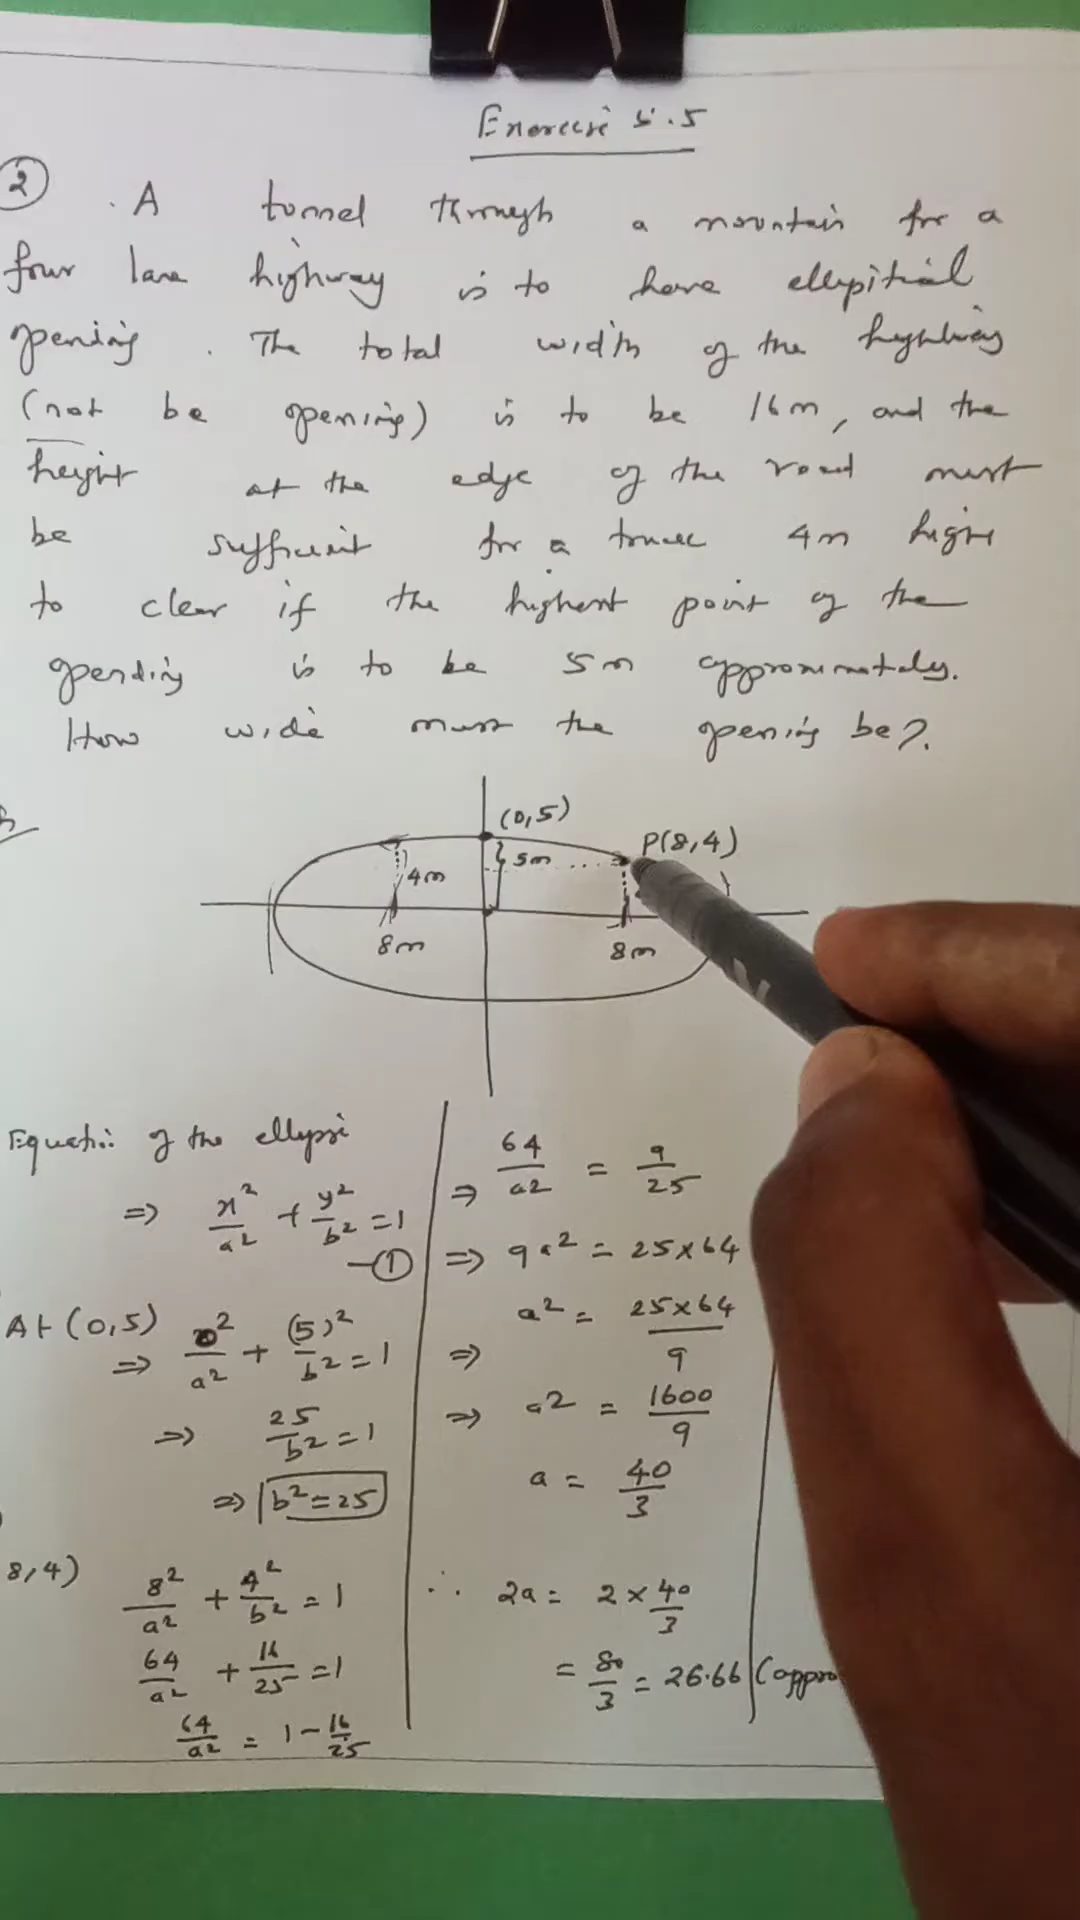 Exercise 5.5
2
A tunnel through a mountain for a
four lane highway is to have elliptical
opening. The total width of the highway
(not be opening) is to be 16m, and the
height at the edge of the road must
be sufficient for a truck 4m high
to clear if the highest point of the
opening is to be 5m approximately.
How wide must the opening be?.
(0,5)
P(8,4)
5m
4m
8m 8m
Equation of the ellipse
⇒ x²/a² + y²/b² = 1
—①
At (0,5)
⇒ 0²/a² + (5)²/b² = 1
⇒ 25/b² = 1
⇒ b² = 25
8,4)
8²/a² + 4²/b² = 1
64/a² + 16/25 = 1
64/a² = 1 - 16/25
⇒ 64/a2 = 9/25
⇒ 9a² = 25×64
⇒ a² = 25×64/9
⇒ a2 = 1600/9
a = 40/3
∴ 2a = 2 × 40/3
= 80/3 = 26.66 (appro